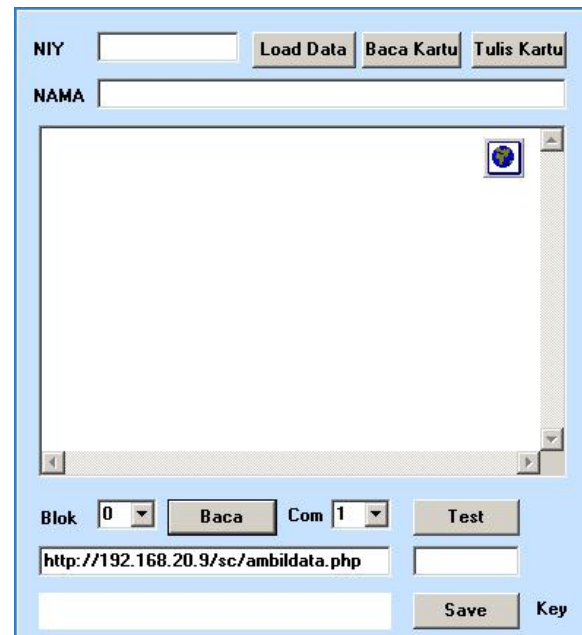 NIY Load Data Baca Kartu Tulis Kartu
NAMA
Blok 0 Baca Com 1 Test
http://192.168.20.9/sc/ambildata.php
Save Key